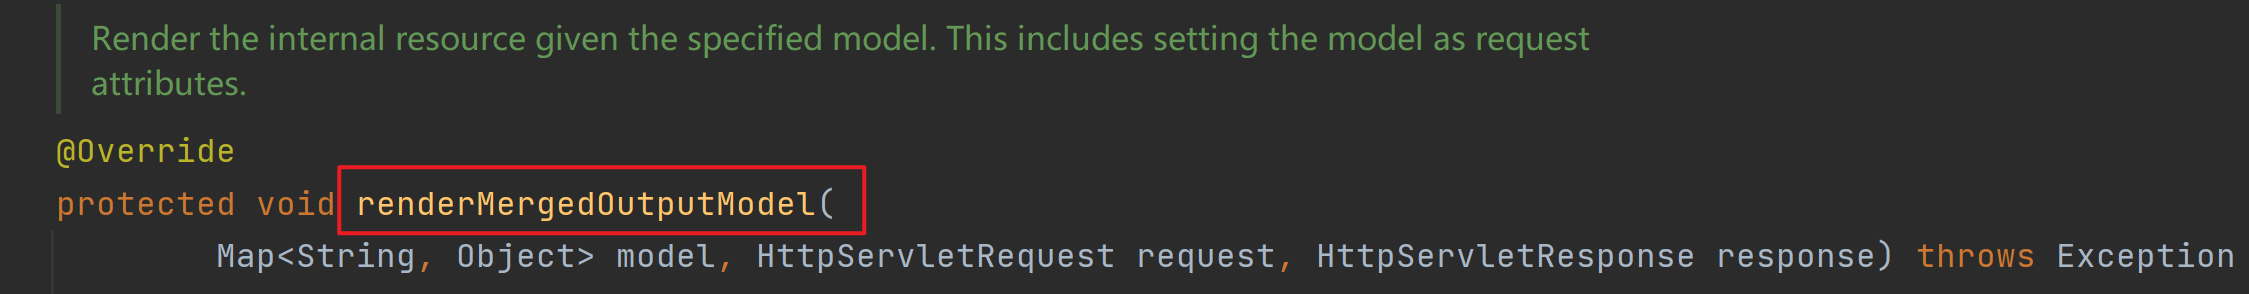 Render the internal resource given the specified model. This includes setting the model as request
attributes.
@Override
protected void renderMergedOutputModel(
Map<String, Object> model, HttpServletRequest request, HttpServletResponse response) throws Exception